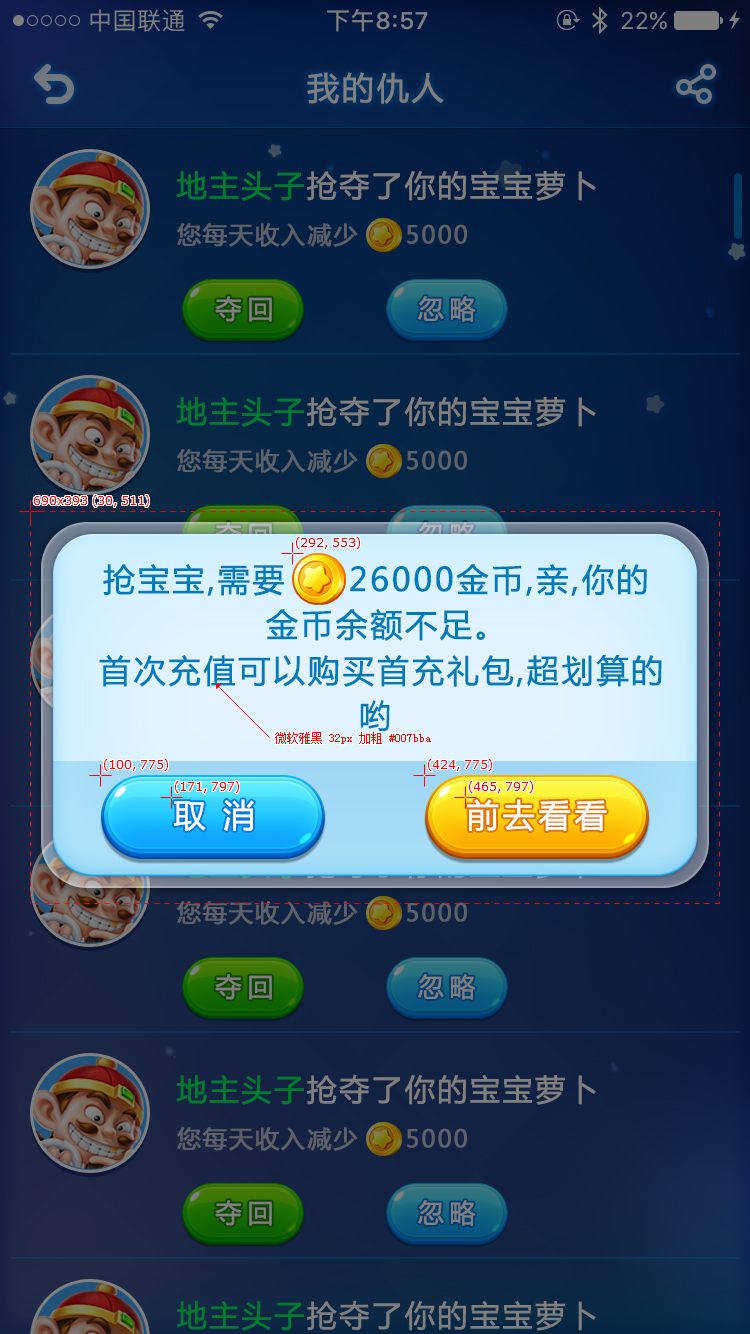 中国联通 下午8:57 22%
我的仇人
地主头子抢夺了你的宝宝萝卜
您每天收入减少 5000
夺回 忽略
地主头子抢夺了你的宝宝萝卜
您每天收入减少 5000
690x393 (30, 511)
夺回 忽略
(292, 553)
抢宝宝,需要 26000金币,亲,你的
金币余额不足。
首次充值可以购买首充礼包,超划算的
哟
微软雅黑 32px 加粗 #007bba
(100, 775) (424, 775)
(171, 797) (465, 797)
取消 前去看看
您每天收入减少 5000
夺回 忽略
地主头子抢夺了你的宝宝萝卜
您每天收入减少 5000
夺回 忽略
地主头子抢夺了你的宝宝萝卜